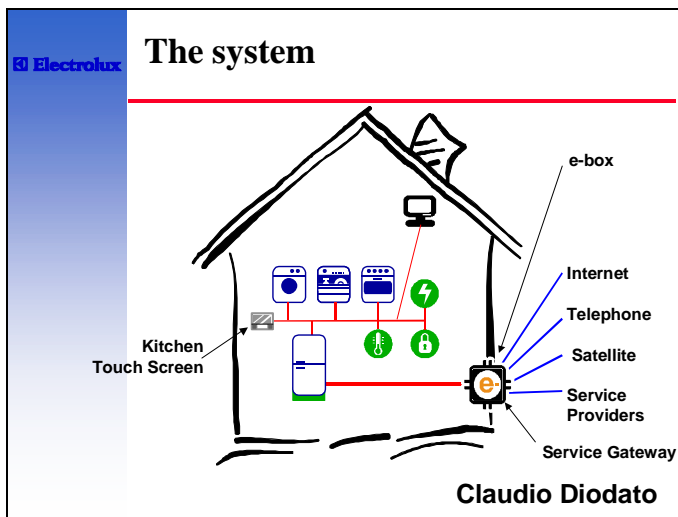 Electrolux
The system
e-box
Internet
Telephone
Satellite
Service
Providers
Service Gateway
Kitchen
Touch Screen
e-
Claudio Diodato